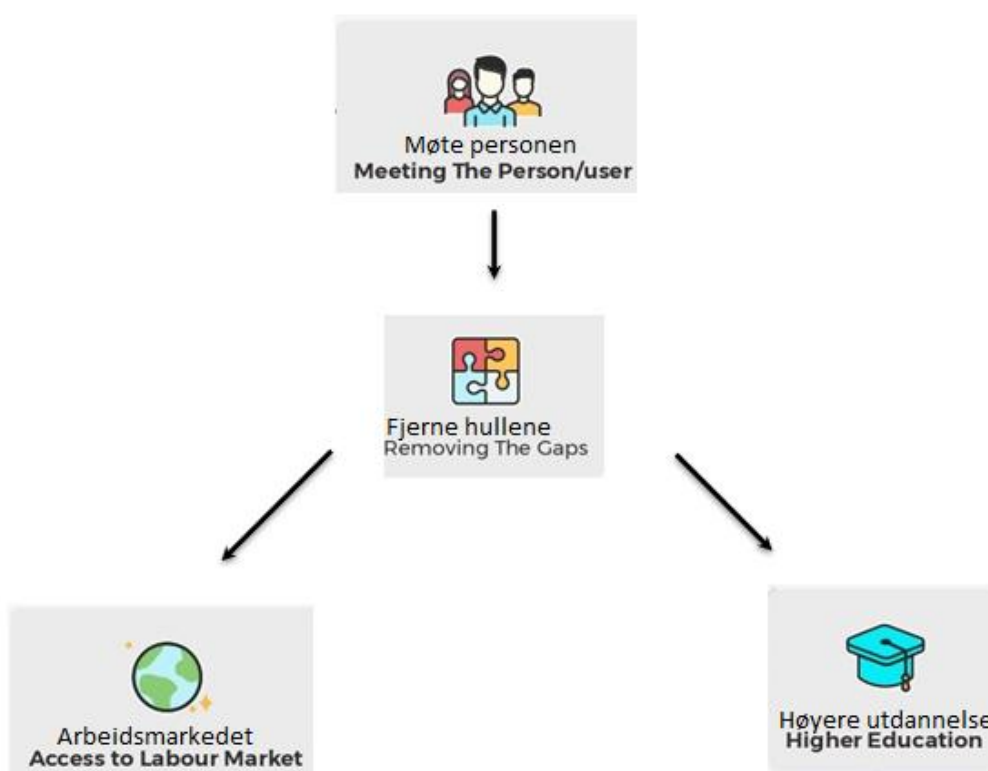 Møte personen
Meeting The Person/user
Fjerne hullene
Removing The Gaps
Arbeidsmarkedet
Access to Labour Market
Høyere utdannelse
Higher Education